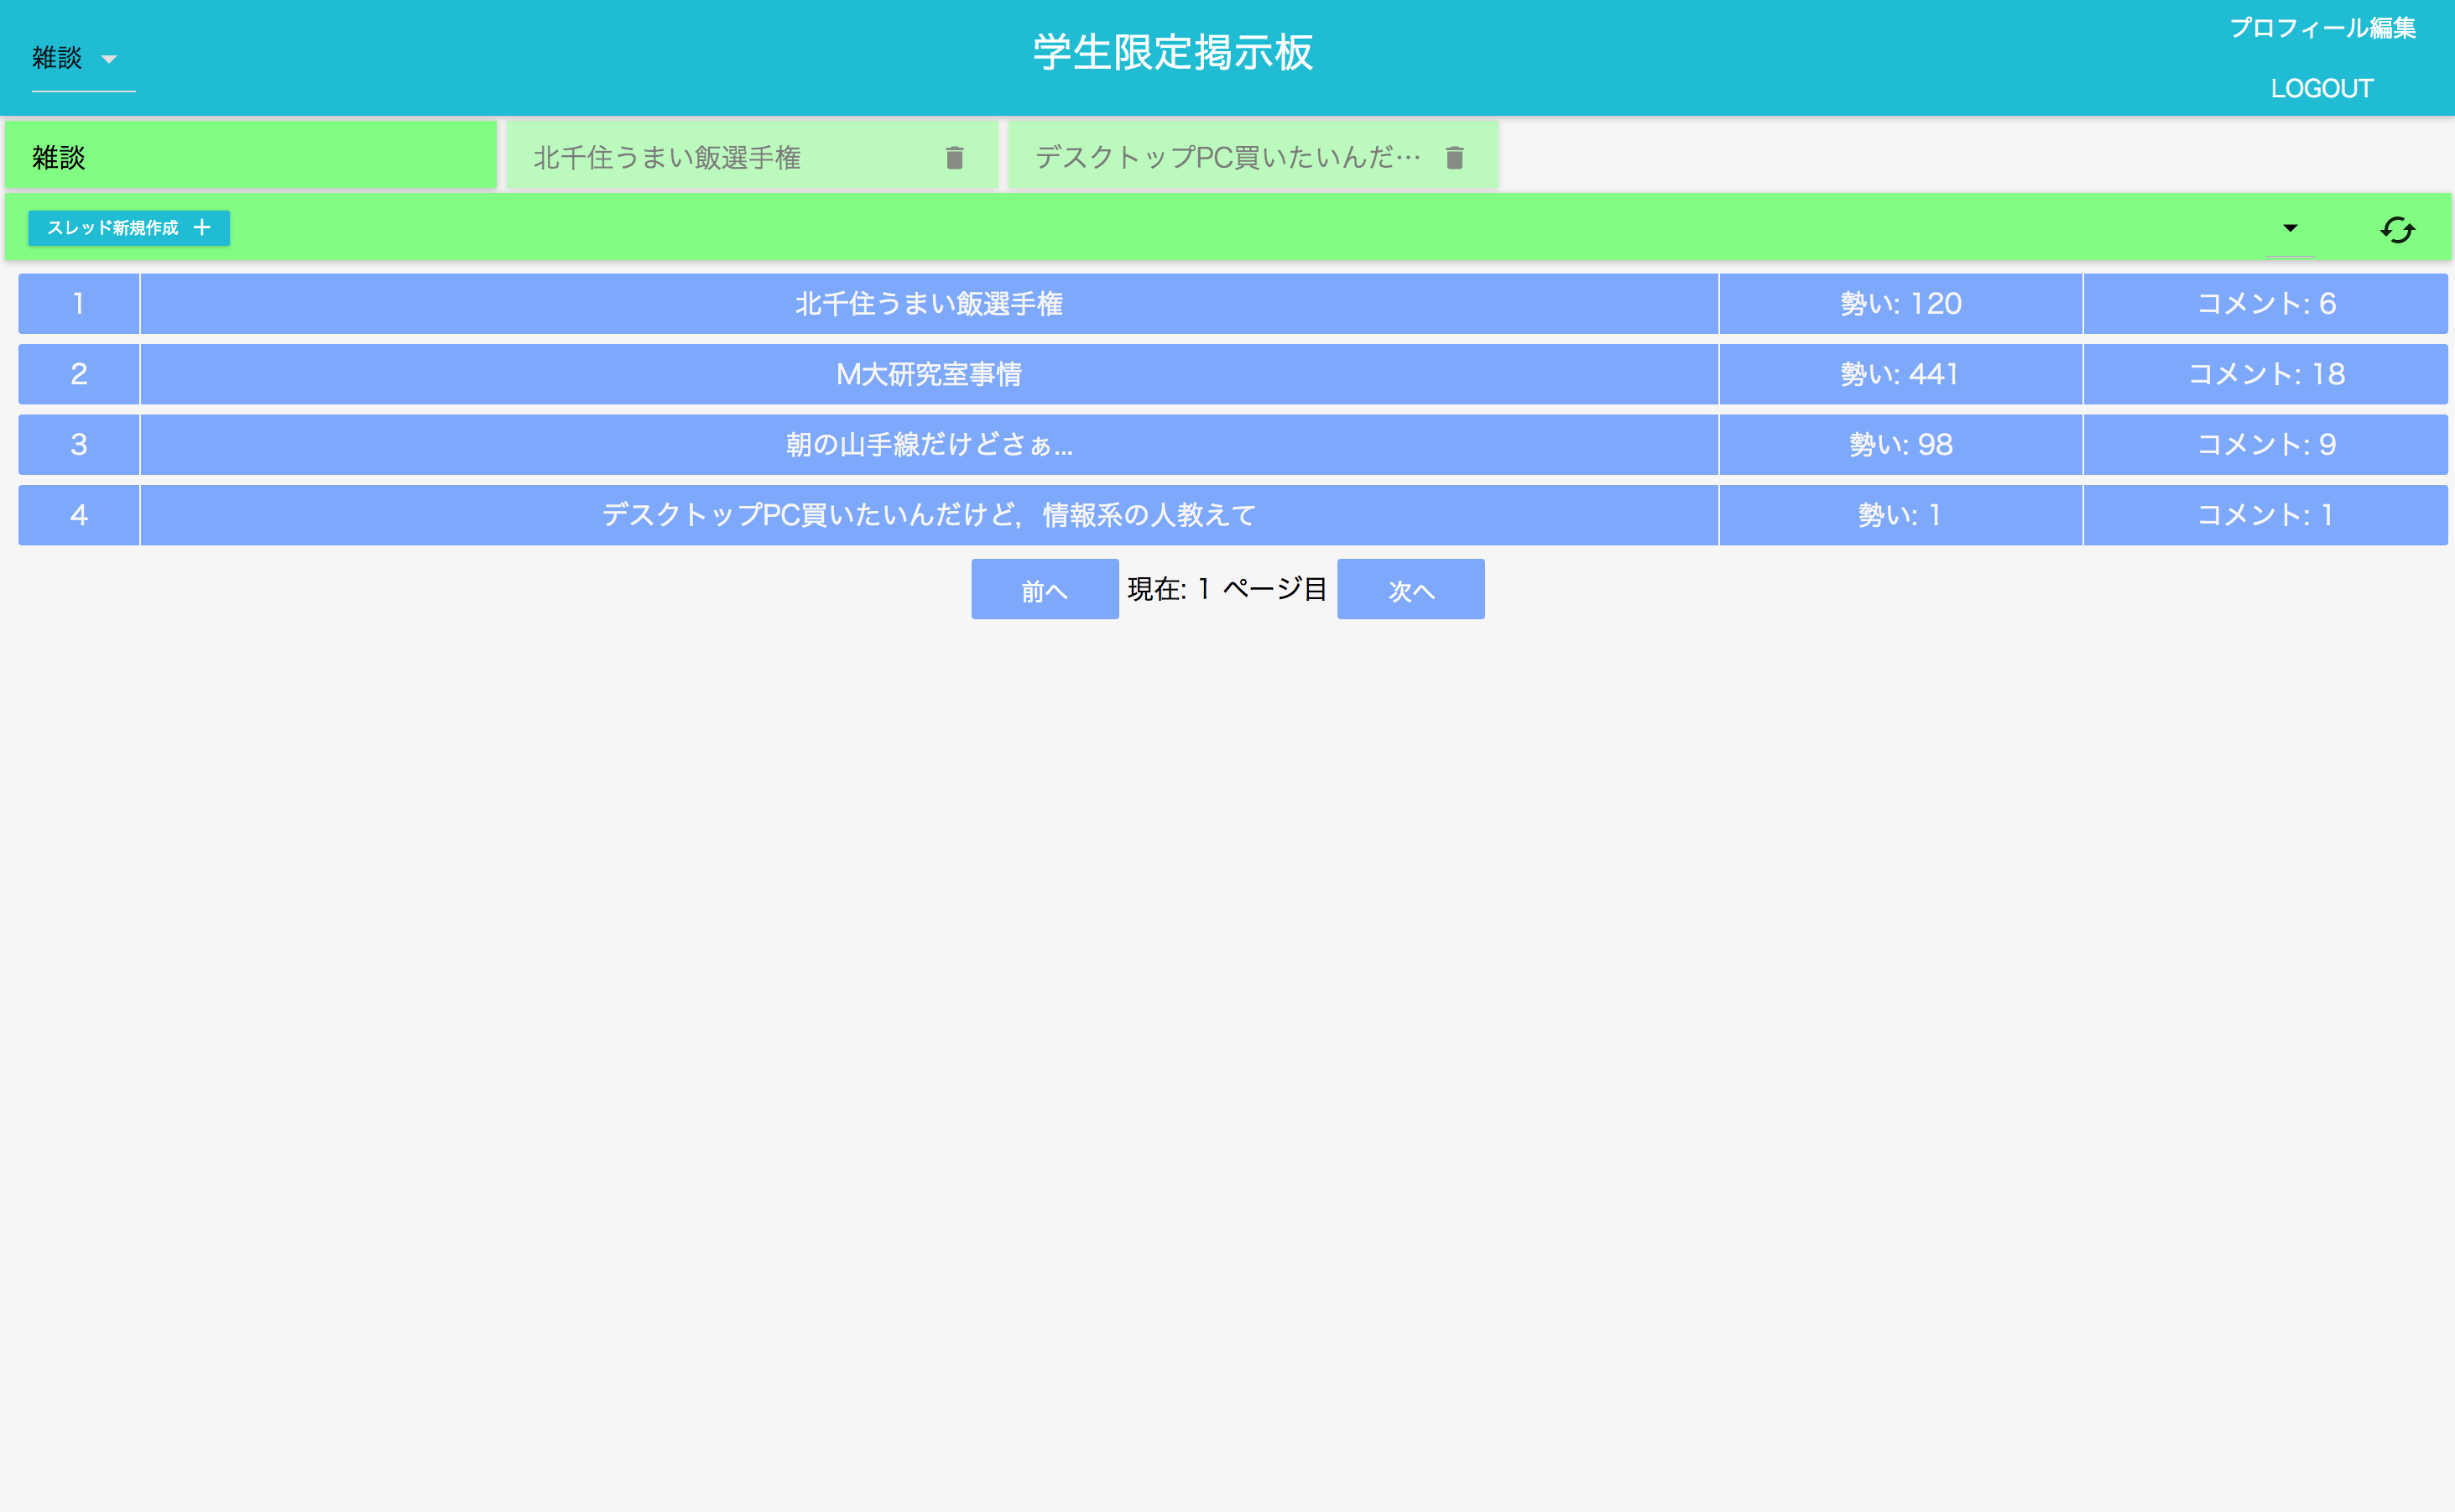 雑談
学生限定掲示板
プロフィール編集
LOGOUT
雑談
北千住うまい飯選手権
デスクトップPC買いたいんだ…
スレッド新規作成 +
1 北千住うまい飯選手権 勢い: 120 コメント: 6
2 M大研究室事情 勢い: 441 コメント: 18
3 朝の山手線だけどさぁ... 勢い: 98 コメント: 9
4 デスクトップPC買いたいんだけど，情報系の人教えて 勢い: 1 コメント: 1
前へ 現在: 1 ページ目 次へ